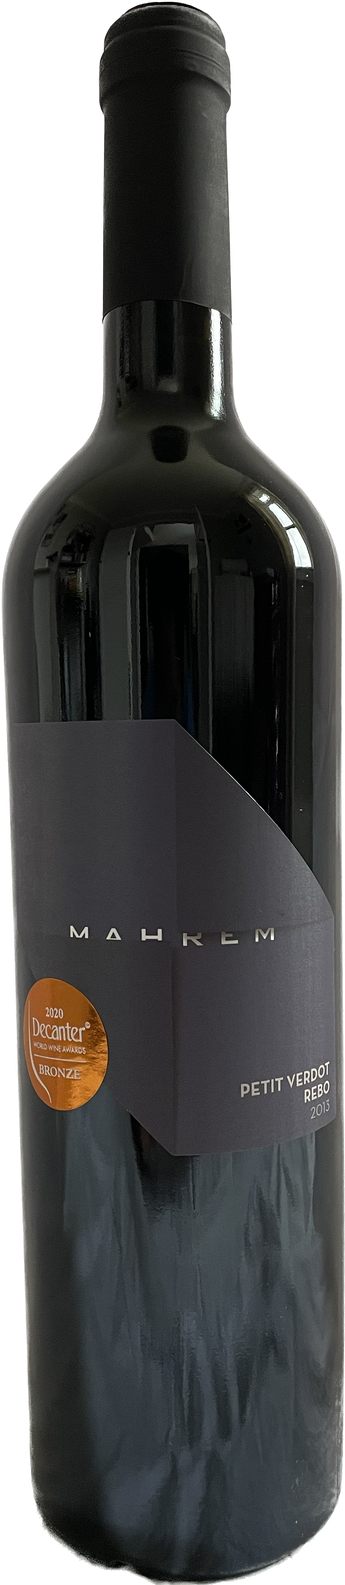 MAHREM
2020
Decanter
WORLD WINE AWARDS
BRONZE
PETIT VERDOT
REBO
2013